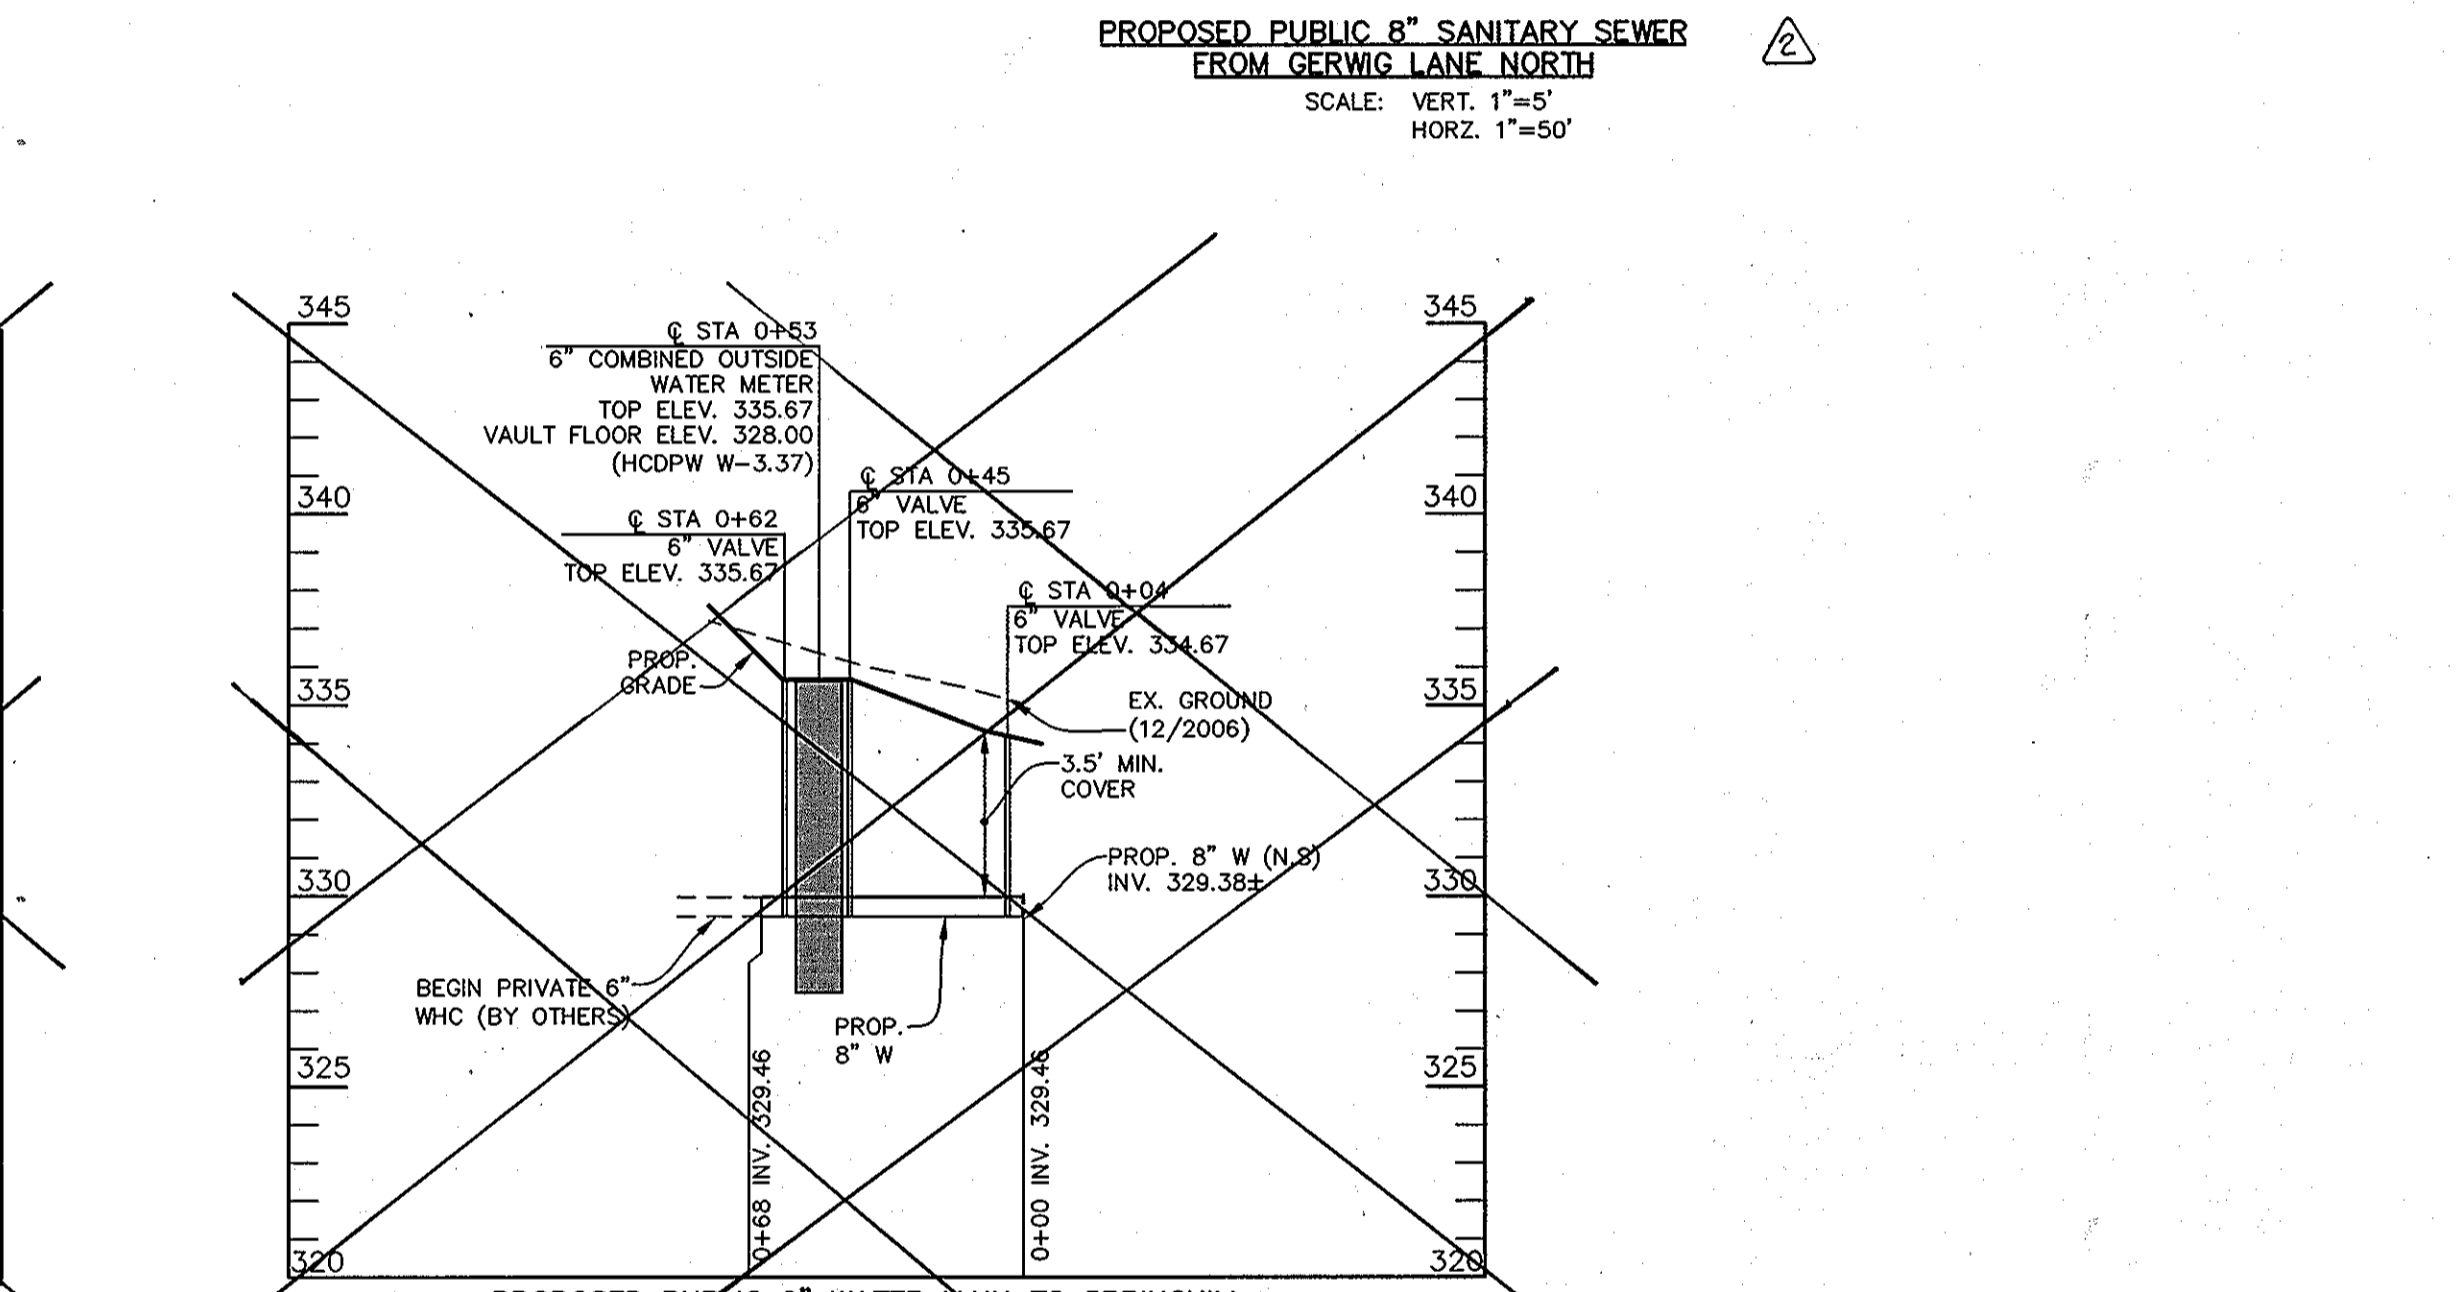 PROPOSED PUBLIC 8" SANITARY SEWER
FROM GERWIG LANE NORTH
2
SCALE: VERT. 1"=5'
HORZ. 1"=50'
345
345
℄ STA 0+53
6" COMBINED OUTSIDE
WATER METER
TOP ELEV. 335.67
VAULT FLOOR ELEV. 328.00
(HCDPW W-3.37)
℄ STA 0+45
6" VALVE
TOP ELEV. 335.67
340
340
℄ STA 0+62
6" VALVE
TOP ELEV. 335.67
℄ STA 0+04
6" VALVE
TOP ELEV. 334.67
PROP.
GRADE
335
335
EX. GROUND
(12/2006)
3.5' MIN.
COVER
PROP. 8" W (N.S)
INV. 329.38±
330
330
BEGIN PRIVATE 6"
WHC (BY OTHERS)
PROP.
8" W
325
325
0+68 INV. 329.46
0+00 INV. 329.46
320
320